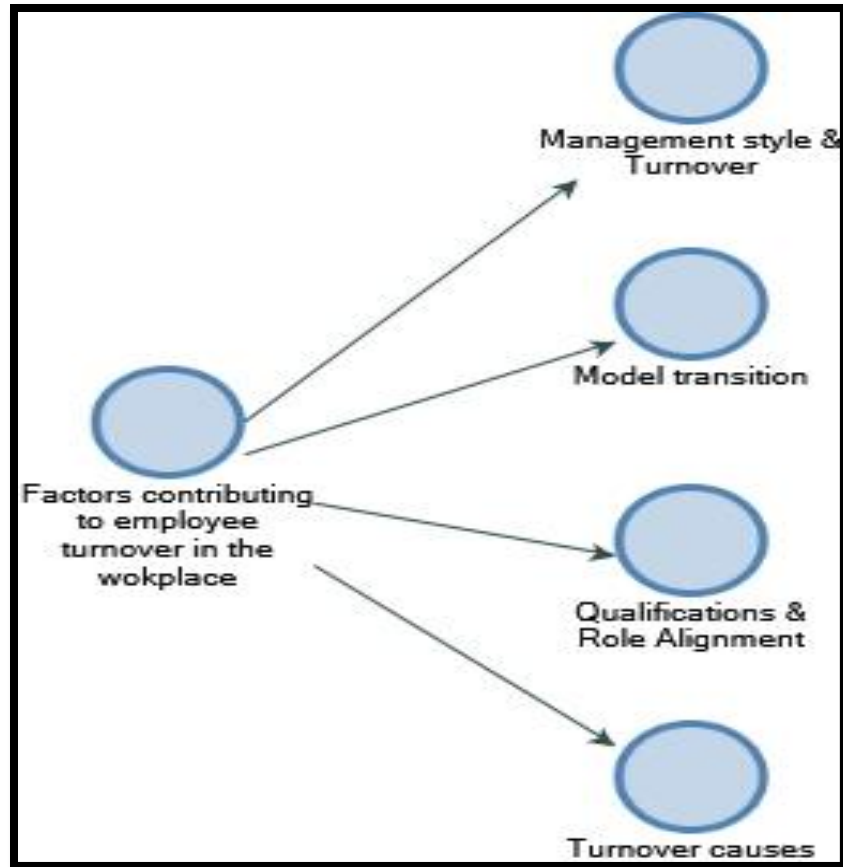 Management style &
Turnover
Model transition
Factors contributing
to employee
turnover in the
wokplace
Qualifications &
Role Alignment
Turnover causes